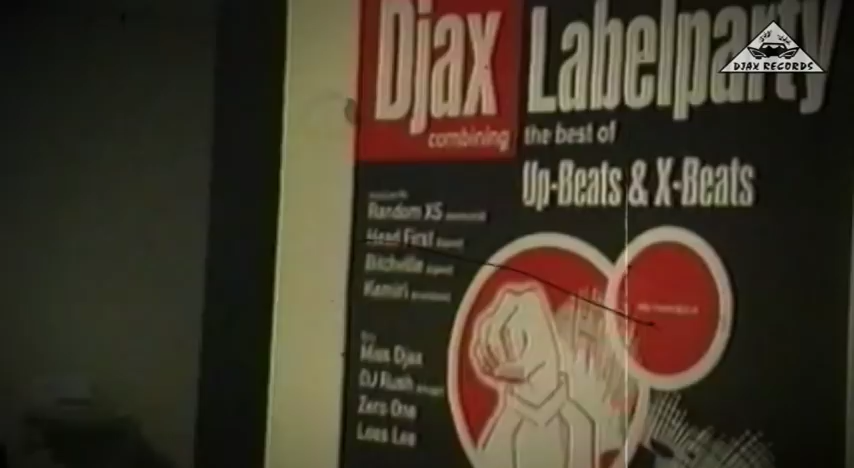 Djax Labelparty
combining the best of
Up-Beats & X-Beats
DJAX RECORDS
Random XS
Head First
Bitchville
Kamiri
Miss Djax
DJ Rush
Zero One
Lees Lee